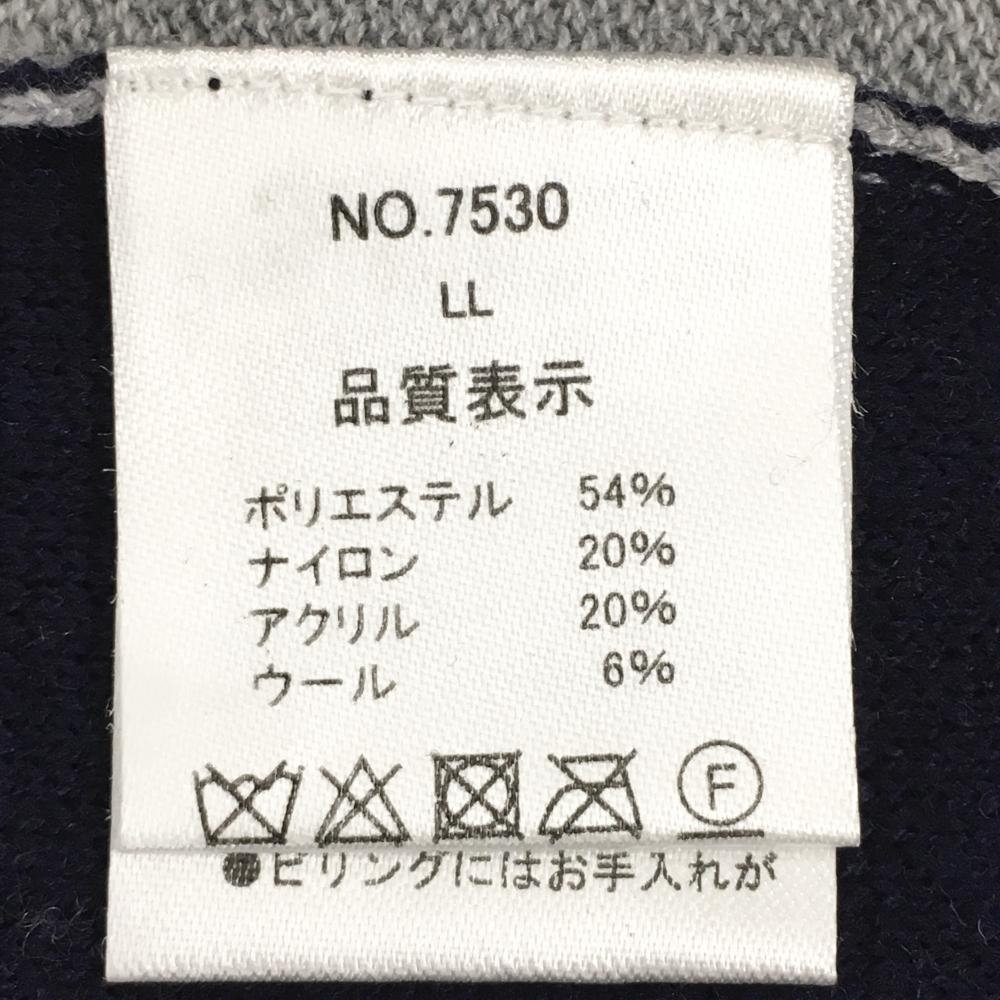 NO.7530
LL
品質表示
ポリエステル 54%
ナイロン 20%
アクリル 20%
ウール 6%
F
●ピリングにはお手入れが